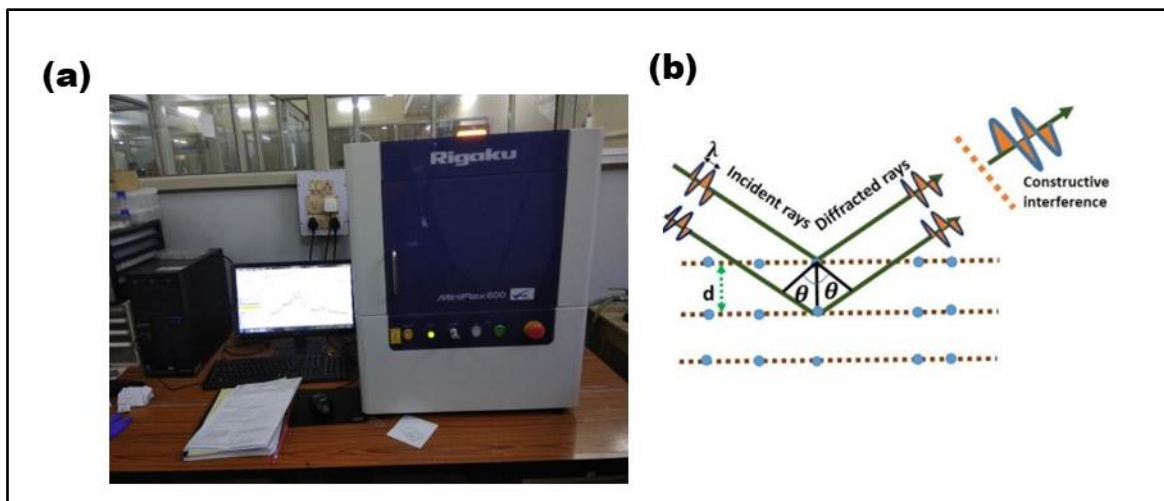 (a)
Rigaku
MiniFlex600
(b)
λ
Incident rays
Diffracted rays
Constructive
interference
d
θ
θ